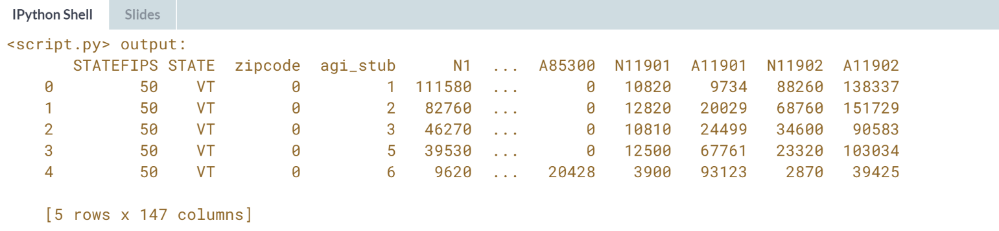 IPython Shell Slides
<script.py> output:
STATEFIPS STATE zipcode agi_stub N1 ... A85300 N11901 A11901 N11902 A11902
0 50 VT 0 1 111580 ... 0 10820 9734 88260 138337
1 50 VT 0 2 82760 ... 0 12820 20029 68760 151729
2 50 VT 0 3 46270 ... 0 10810 24499 34600 90583
3 50 VT 0 5 39530 ... 0 12500 67761 23320 103034
4 50 VT 0 6 9620 ... 20428 3900 93123 2870 39425
[5 rows x 147 columns]